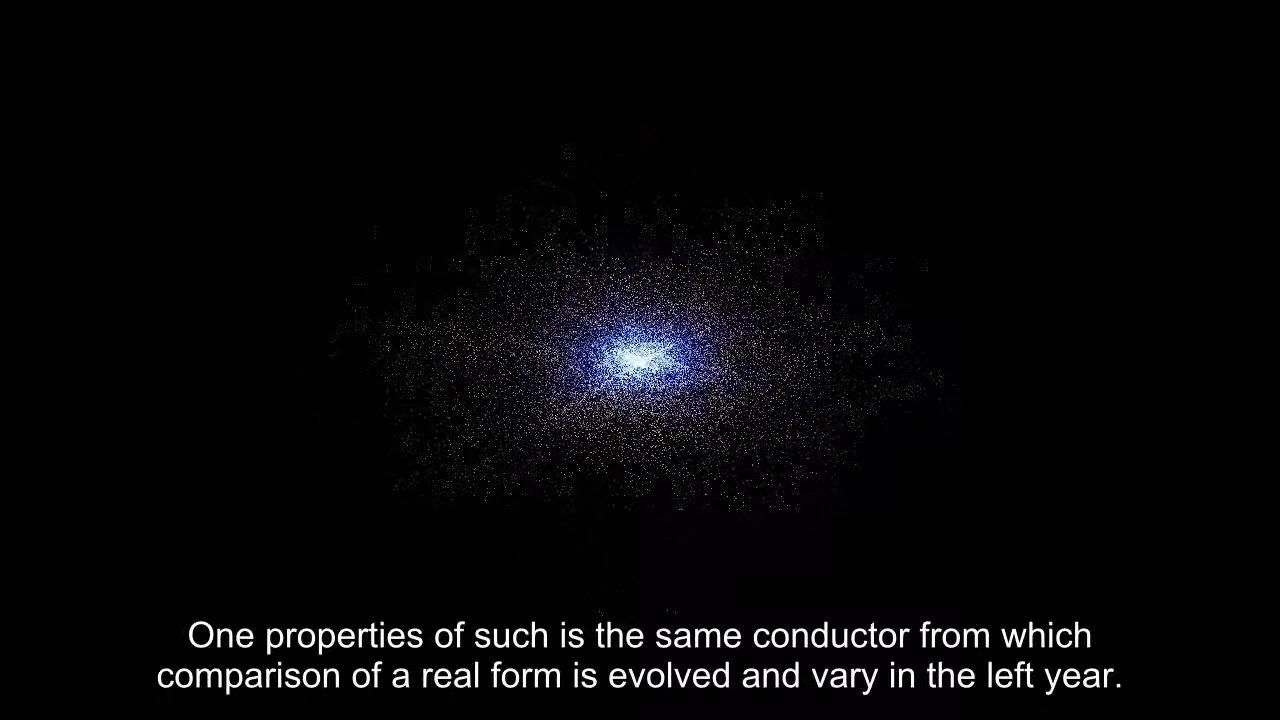 One properties of such is the same conductor from which
comparison of a real form is evolved and vary in the left year.